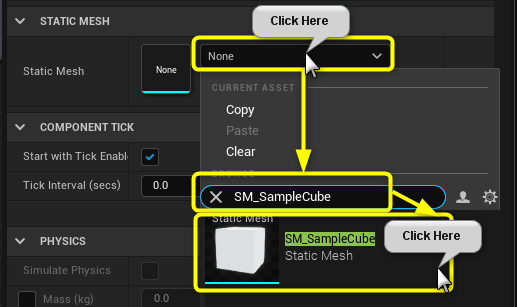 STATIC MESH
Click Here
Static Mesh
None
None
CURRENT ASSET
Copy
Paste
Clear
COMPONENT TICK
Start with Tick Enabl
Tick Interval (secs)
0.0
BROWSE
SM_SampleCube
Static Mesh
SM_SampleCube
Static Mesh
Click Here
PHYSICS
Simulate Physics
Mass (kg)
0.0